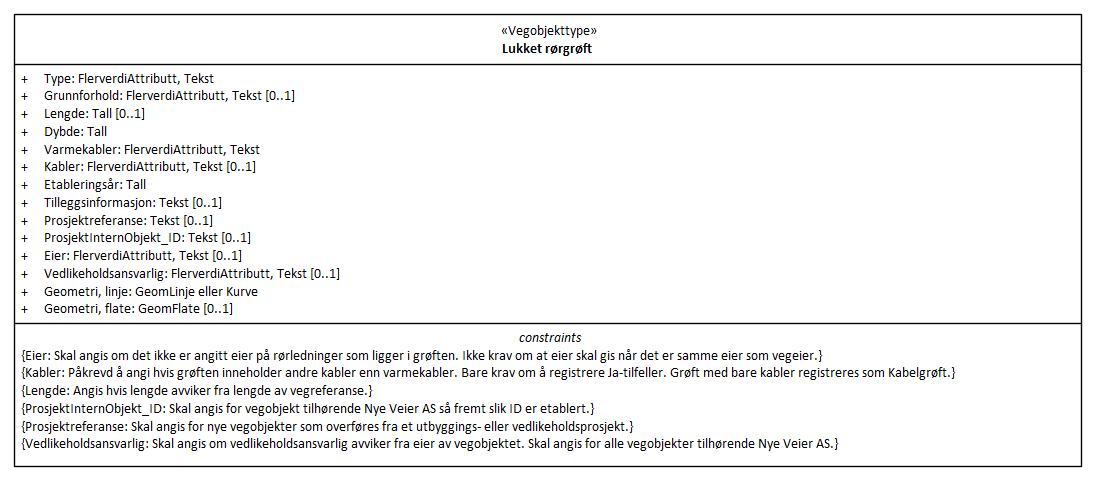 «Vegobjekttype»
Lukket rørgrøft
+ Type: FlerverdiAttributt, Tekst
+ Grunnforhold: FlerverdiAttributt, Tekst [0..1]
+ Lengde: Tall [0..1]
+ Dybde: Tall
+ Varmekabler: FlerverdiAttributt, Tekst
+ Kabler: FlerverdiAttributt, Tekst [0..1]
+ Etableringsår: Tall
+ Tilleggsinformasjon: Tekst [0..1]
+ Prosjektreferanse: Tekst [0..1]
+ ProsjektInternObjekt_ID: Tekst [0..1]
+ Eier: FlerverdiAttributt, Tekst [0..1]
+ Vedlikeholdsansvarlig: FlerverdiAttributt, Tekst [0..1]
+ Geometri, linje: GeomLinje eller Kurve
+ Geometri, flate: GeomFlate [0..1]
constraints
{Eier: Skal angis om det ikke er angitt eier på rørledninger som ligger i grøften. Ikke krav om at eier skal gis når det er samme eier som vegeier.}
{Kabler: Påkrevd å angi hvis grøften inneholder andre kabler enn varmekabler. Bare krav om å registrere Ja-tilfeller. Grøft med bare kabler registreres som Kabelgrøft.}
{Lengde: Angis hvis lengde avviker fra lengde av vegreferanse.}
{ProsjektInternObjekt_ID: Skal angis for vegobjekt tilhørende Nye Veier AS så fremt slik ID er etablert.}
{Prosjektreferanse: Skal angis for nye vegobjekter som overføres fra et utbyggings- eller vedlikeholdsprosjekt.}
{Vedlikeholdsansvarlig: Skal angis om vedlikeholdsansvarlig avviker fra eier av vegobjektet. Skal angis for alle vegobjekter tilhørende Nye Veier AS.}